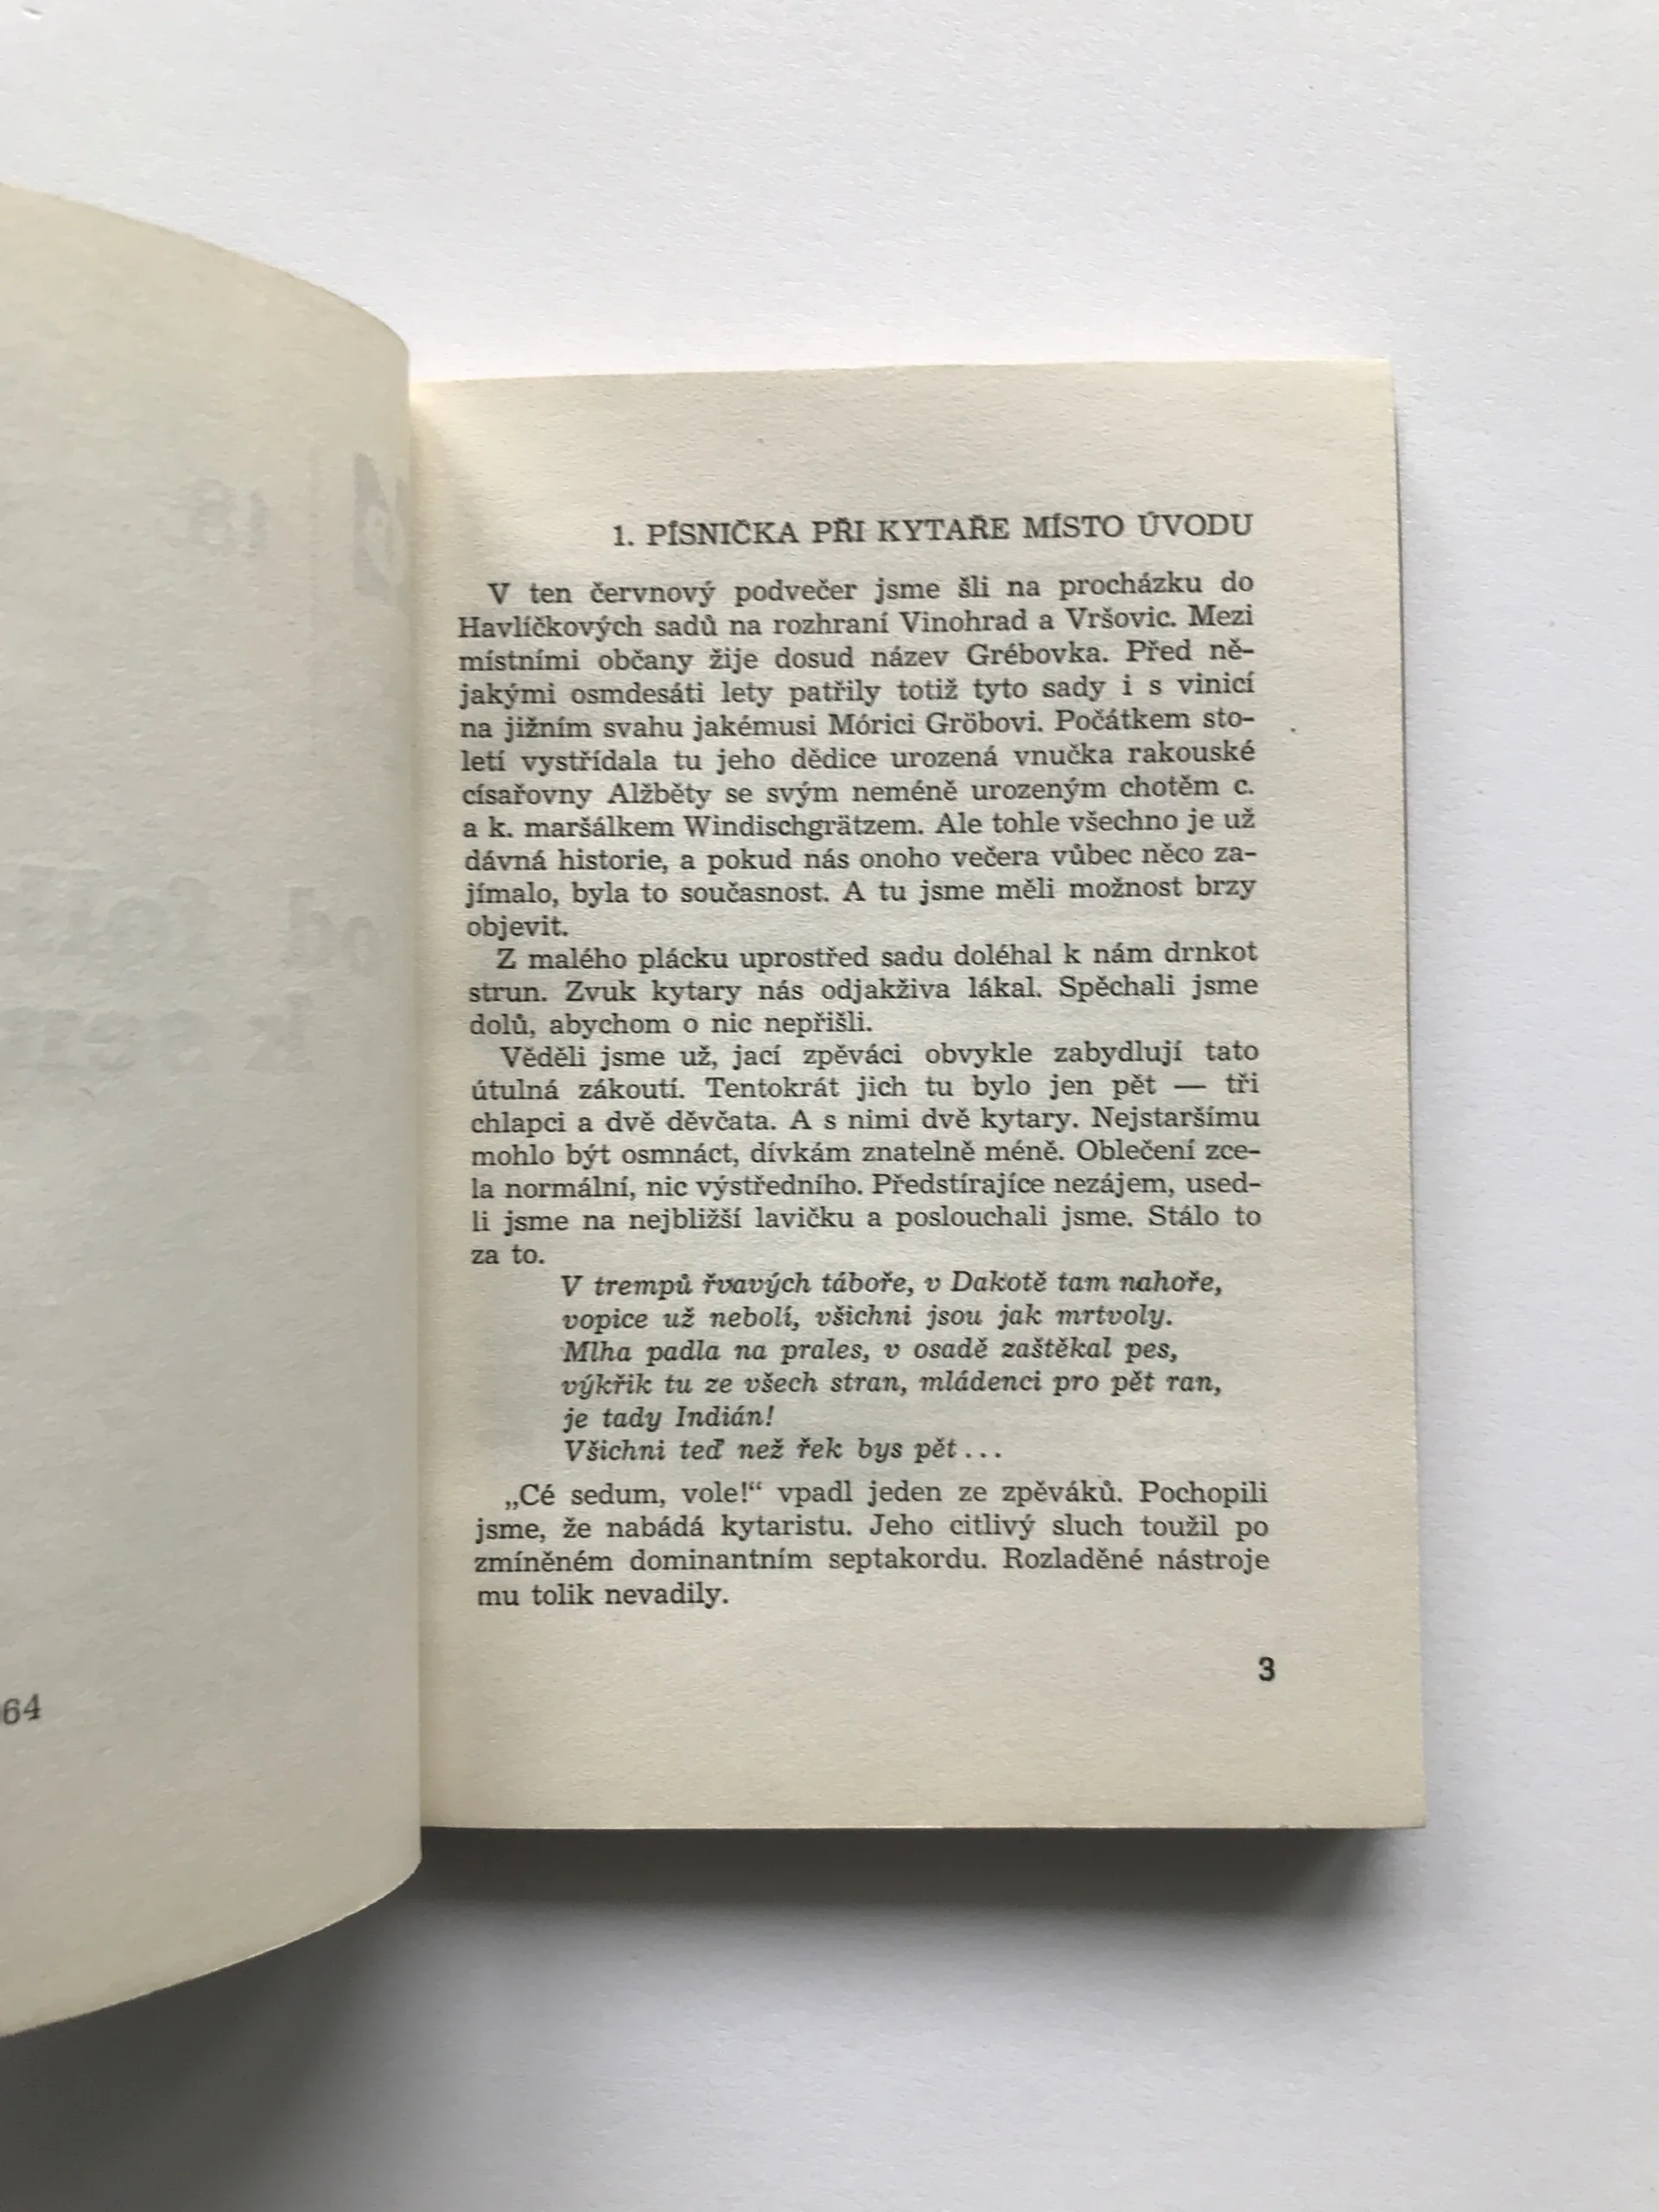 64
1. PÍSNIČKA PŘI KYTAŘE MÍSTO ÚVODU
V ten červnový podvečer jsme šli na procházku do
Havlíčkových sadů na rozhraní Vinohrad a Vršovic. Mezi
místními občany žije dosud název Grébovka. Před ně-
jakými osmdesáti lety patřily totiž tyto sady i s vinicí
na jižním svahu jakémusi Mórici Gröbovi. Počátkem sto-
letí vystřídala tu jeho dědice urozená vnučka rakouské
císařovny Alžběty se svým neméně urozeným chotěm c.
a k. maršálkem Windischgrätzem. Ale tohle všechno je už
dávná historie, a pokud nás onoho večera vůbec něco za-
jímalo, byla to současnost. A tu jsme měli možnost brzy
objevit.
Z malého plácku uprostřed sadu doléhal k nám drnkot
strun. Zvuk kytary nás odjakživa lákal. Spěchali jsme
dolů, abychom o nic nepřišli.
Věděli jsme už, jací zpěváci obvykle zabydlují tato
útulná zákoutí. Tentokrát jich tu bylo jen pět — tři
chlapci a dvě děvčata. A s nimi dvě kytary. Nejstaršímu
mohlo být osmnáct, dívkám znatelně méně. Oblečení zce-
la normální, nic výstředního. Předstírajíce nezájem, used-
li jsme na nejbližší lavičku a poslouchali jsme. Stálo to
za to.
V trempů řvavých táboře, v Dakotě tam nahoře,
vopice už nebolí, všichni jsou jak mrtvoly.
Mlha padla na prales, v osadě zaštěkal pes,
výkřik tu ze všech stran, mládenci pro pět ran,
je tady Indián!
Všichni teď než řek bys pět...
„Cé sedum, vole!“ vpadl jeden ze zpěváků. Pochopili
jsme, že nabádá kytaristu. Jeho citlivý sluch toužil po
zmíněném dominantním septakordu. Rozladěné nástroje
mu tolik nevadily.
3